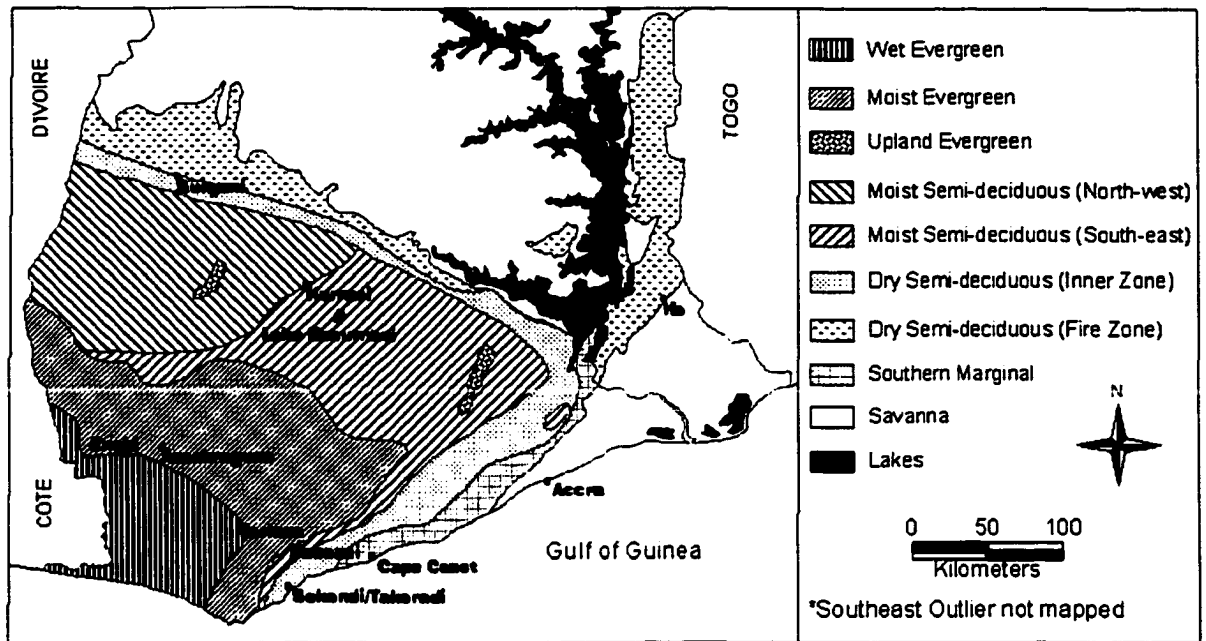 D'IVOIRE
COTE
TOGO
Accra
Cape Coast
Sekondi/Takoradi
Gulf of Guinea
Wet Evergreen
Moist Evergreen
Upland Evergreen
Moist Semi-deciduous (North-west)
Moist Semi-deciduous (South-east)
Dry Semi-deciduous (Inner Zone)
Dry Semi-deciduous (Fire Zone)
Southern Marginal
Savanna
Lakes
N
0 50 100
Kilometers
*Southeast Outlier not mapped